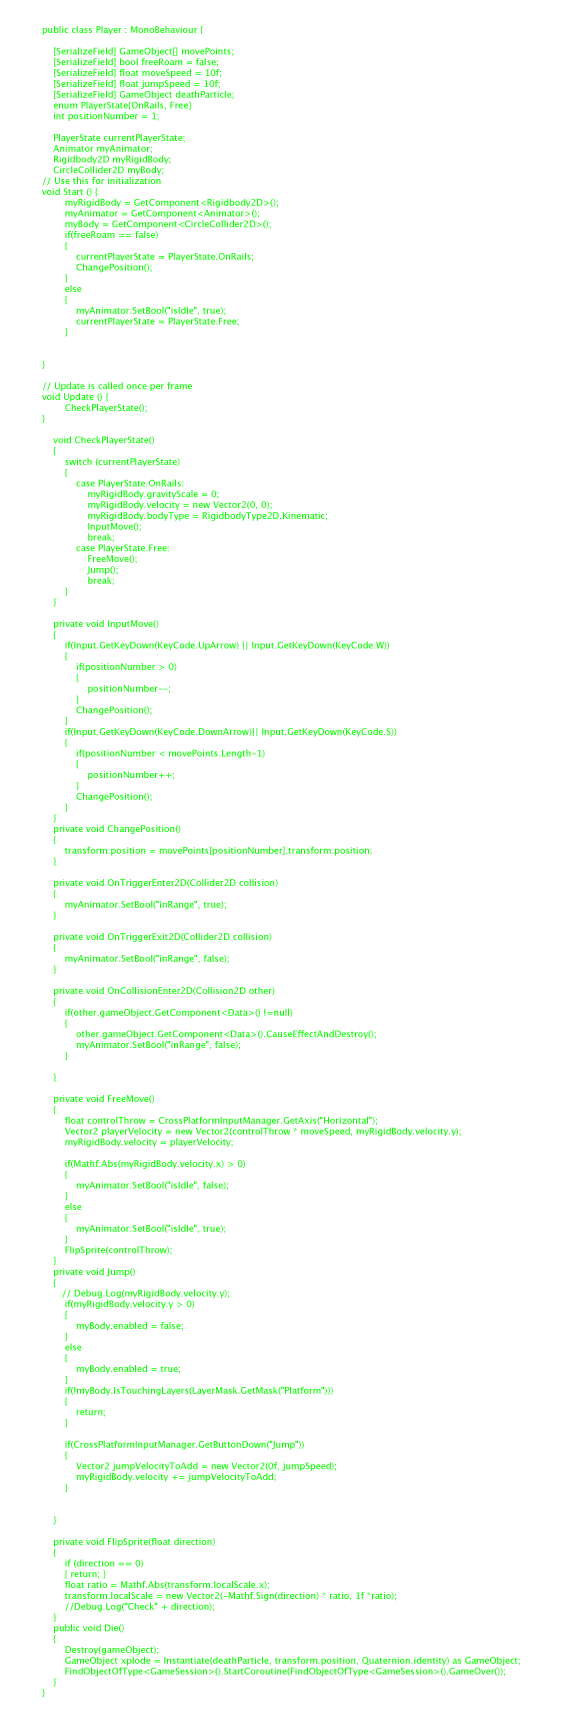 public class Player : MonoBehaviour {
[SerializeField] GameObject[] movePoints;
[SerializeField] bool freeRoam = false;
[SerializeField] float moveSpeed = 10f;
[SerializeField] float jumpSpeed = 10f;
[SerializeField] GameObject deathParticle;
enum PlayerState{OnRails, Free}
int positionNumber = 1;
PlayerState currentPlayerState;
Animator myAnimator;
Rigidbody2D myRigidBody;
CircleCollider2D myBody;
// Use this for initialization
void Start () {
myRigidBody = GetComponent<Rigidbody2D>();
myAnimator = GetComponent<Animator>();
myBody = GetComponent<CircleCollider2D>();
if(freeRoam == false)
{
currentPlayerState = PlayerState.OnRails;
ChangePosition();
}
else
{
myAnimator.SetBool("isIdle", true);
currentPlayerState = PlayerState.Free;
}
}
// Update is called once per frame
void Update () {
CheckPlayerState();
}
void CheckPlayerState()
{
switch (currentPlayerState)
{
case PlayerState.OnRails:
myRigidBody.gravityScale = 0;
myRigidBody.velocity = new Vector2(0, 0);
myRigidBody.bodyType = RigidbodyType2D.Kinematic;
InputMove();
break;
case PlayerState.Free:
FreeMove();
Jump();
break;
}
}
private void InputMove()
{
if(Input.GetKeyDown(KeyCode.UpArrow) || Input.GetKeyDown(KeyCode.W))
{
if(positionNumber > 0)
{
positionNumber--;
}
ChangePosition();
}
if(Input.GetKeyDown(KeyCode.DownArrow)|| Input.GetKeyDown(KeyCode.S))
{
if(positionNumber < movePoints.Length-1)
{
positionNumber++;
}
ChangePosition();
}
}
private void ChangePosition()
{
transform.position = movePoints[positionNumber].transform.position;
}
private void OnTriggerEnter2D(Collider2D collision)
{
myAnimator.SetBool("inRange", true);
}
private void OnTriggerExit2D(Collider2D collision)
{
myAnimator.SetBool("inRange", false);
}
private void OnCollisionEnter2D(Collision2D other)
{
if(other.gameObject.GetComponent<Data>() !=null)
{
other.gameObject.GetComponent<Data>().CauseEffectAndDestroy();
myAnimator.SetBool("inRange", false);
}
}
private void FreeMove()
{
float controlThrow = CrossPlatformInputManager.GetAxis("Horizontal");
Vector2 playerVelocity = new Vector2(controlThrow * moveSpeed, myRigidBody.velocity.y);
myRigidBody.velocity = playerVelocity;
if(Mathf.Abs(myRigidBody.velocity.x) > 0)
{
myAnimator.SetBool("isIdle", false);
}
else
{
myAnimator.SetBool("isIdle", true);
}
FlipSprite(controlThrow);
}
private void Jump()
{
// Debug.Log(myRigidBody.velocity.y);
if(myRigidBody.velocity.y > 0)
{
myBody.enabled = false;
}
else
{
myBody.enabled = true;
}
if(!myBody.IsTouchingLayers(LayerMask.GetMask("Platform")))
{
return;
}
if(CrossPlatformInputManager.GetButtonDown("Jump"))
{
Vector2 jumpVelocityToAdd = new Vector2(0f, jumpSpeed);
myRigidBody.velocity += jumpVelocityToAdd;
}
}
private void FlipSprite(float direction)
{
if (direction == 0)
{ return; }
float ratio = Mathf.Abs(transform.localScale.x);
transform.localScale = new Vector2(-Mathf.Sign(direction) * ratio, 1f *ratio);
//Debug.Log("Check" + direction);
}
public void Die()
{
Destroy(gameObject);
GameObject xplode = Instantiate(deathParticle, transform.position, Quaternion.identity) as GameObject;
FindObjectOfType<GameSession>().StartCoroutine(FindObjectOfType<GameSession>().GameOver());
}
}